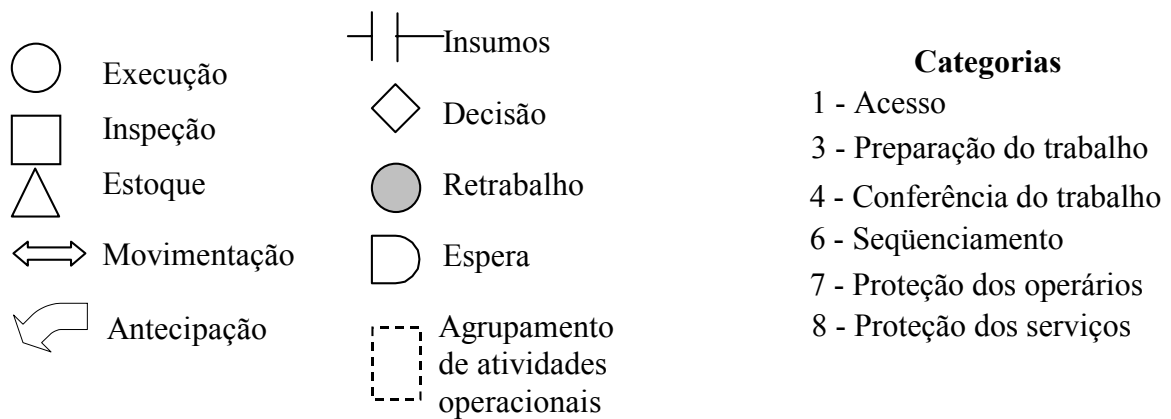 Execução
Inspeção
Estoque
Movimentação
Antecipação
Insumos
Decisão
Retrabalho
Espera
Agrupamento
de atividades
operacionais
Categorias
1 - Acesso
3 - Preparação do trabalho
4 - Conferência do trabalho
6 - Seqüenciamento
7 - Proteção dos operários
8 - Proteção dos serviços